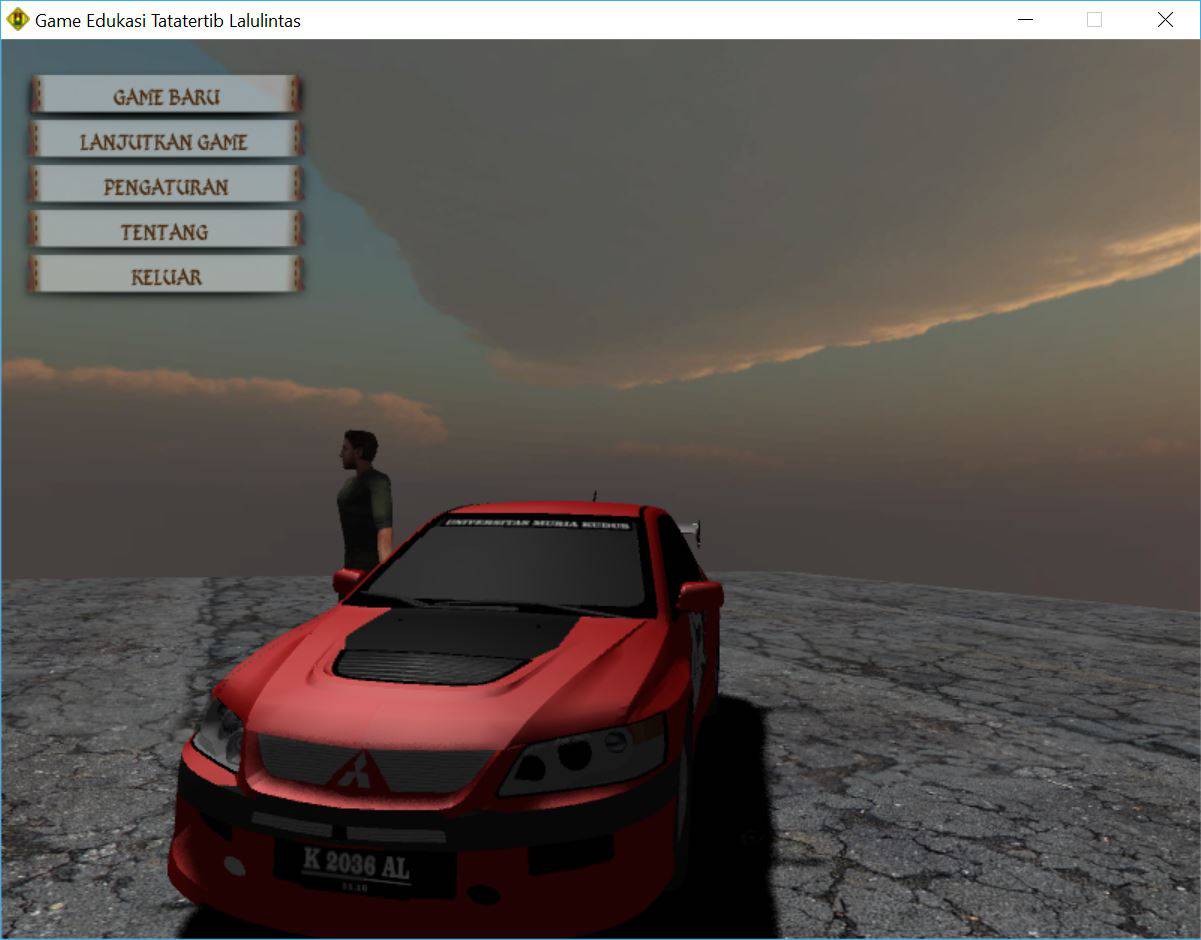 Game Edukasi Tatatertib Lalulintas
GAME BARU
LANJUTKAN GAME
PENGATURAN
TENTANG
KELUAR
UNIVERSITAS MURIA KUDUS
K 2036 AL